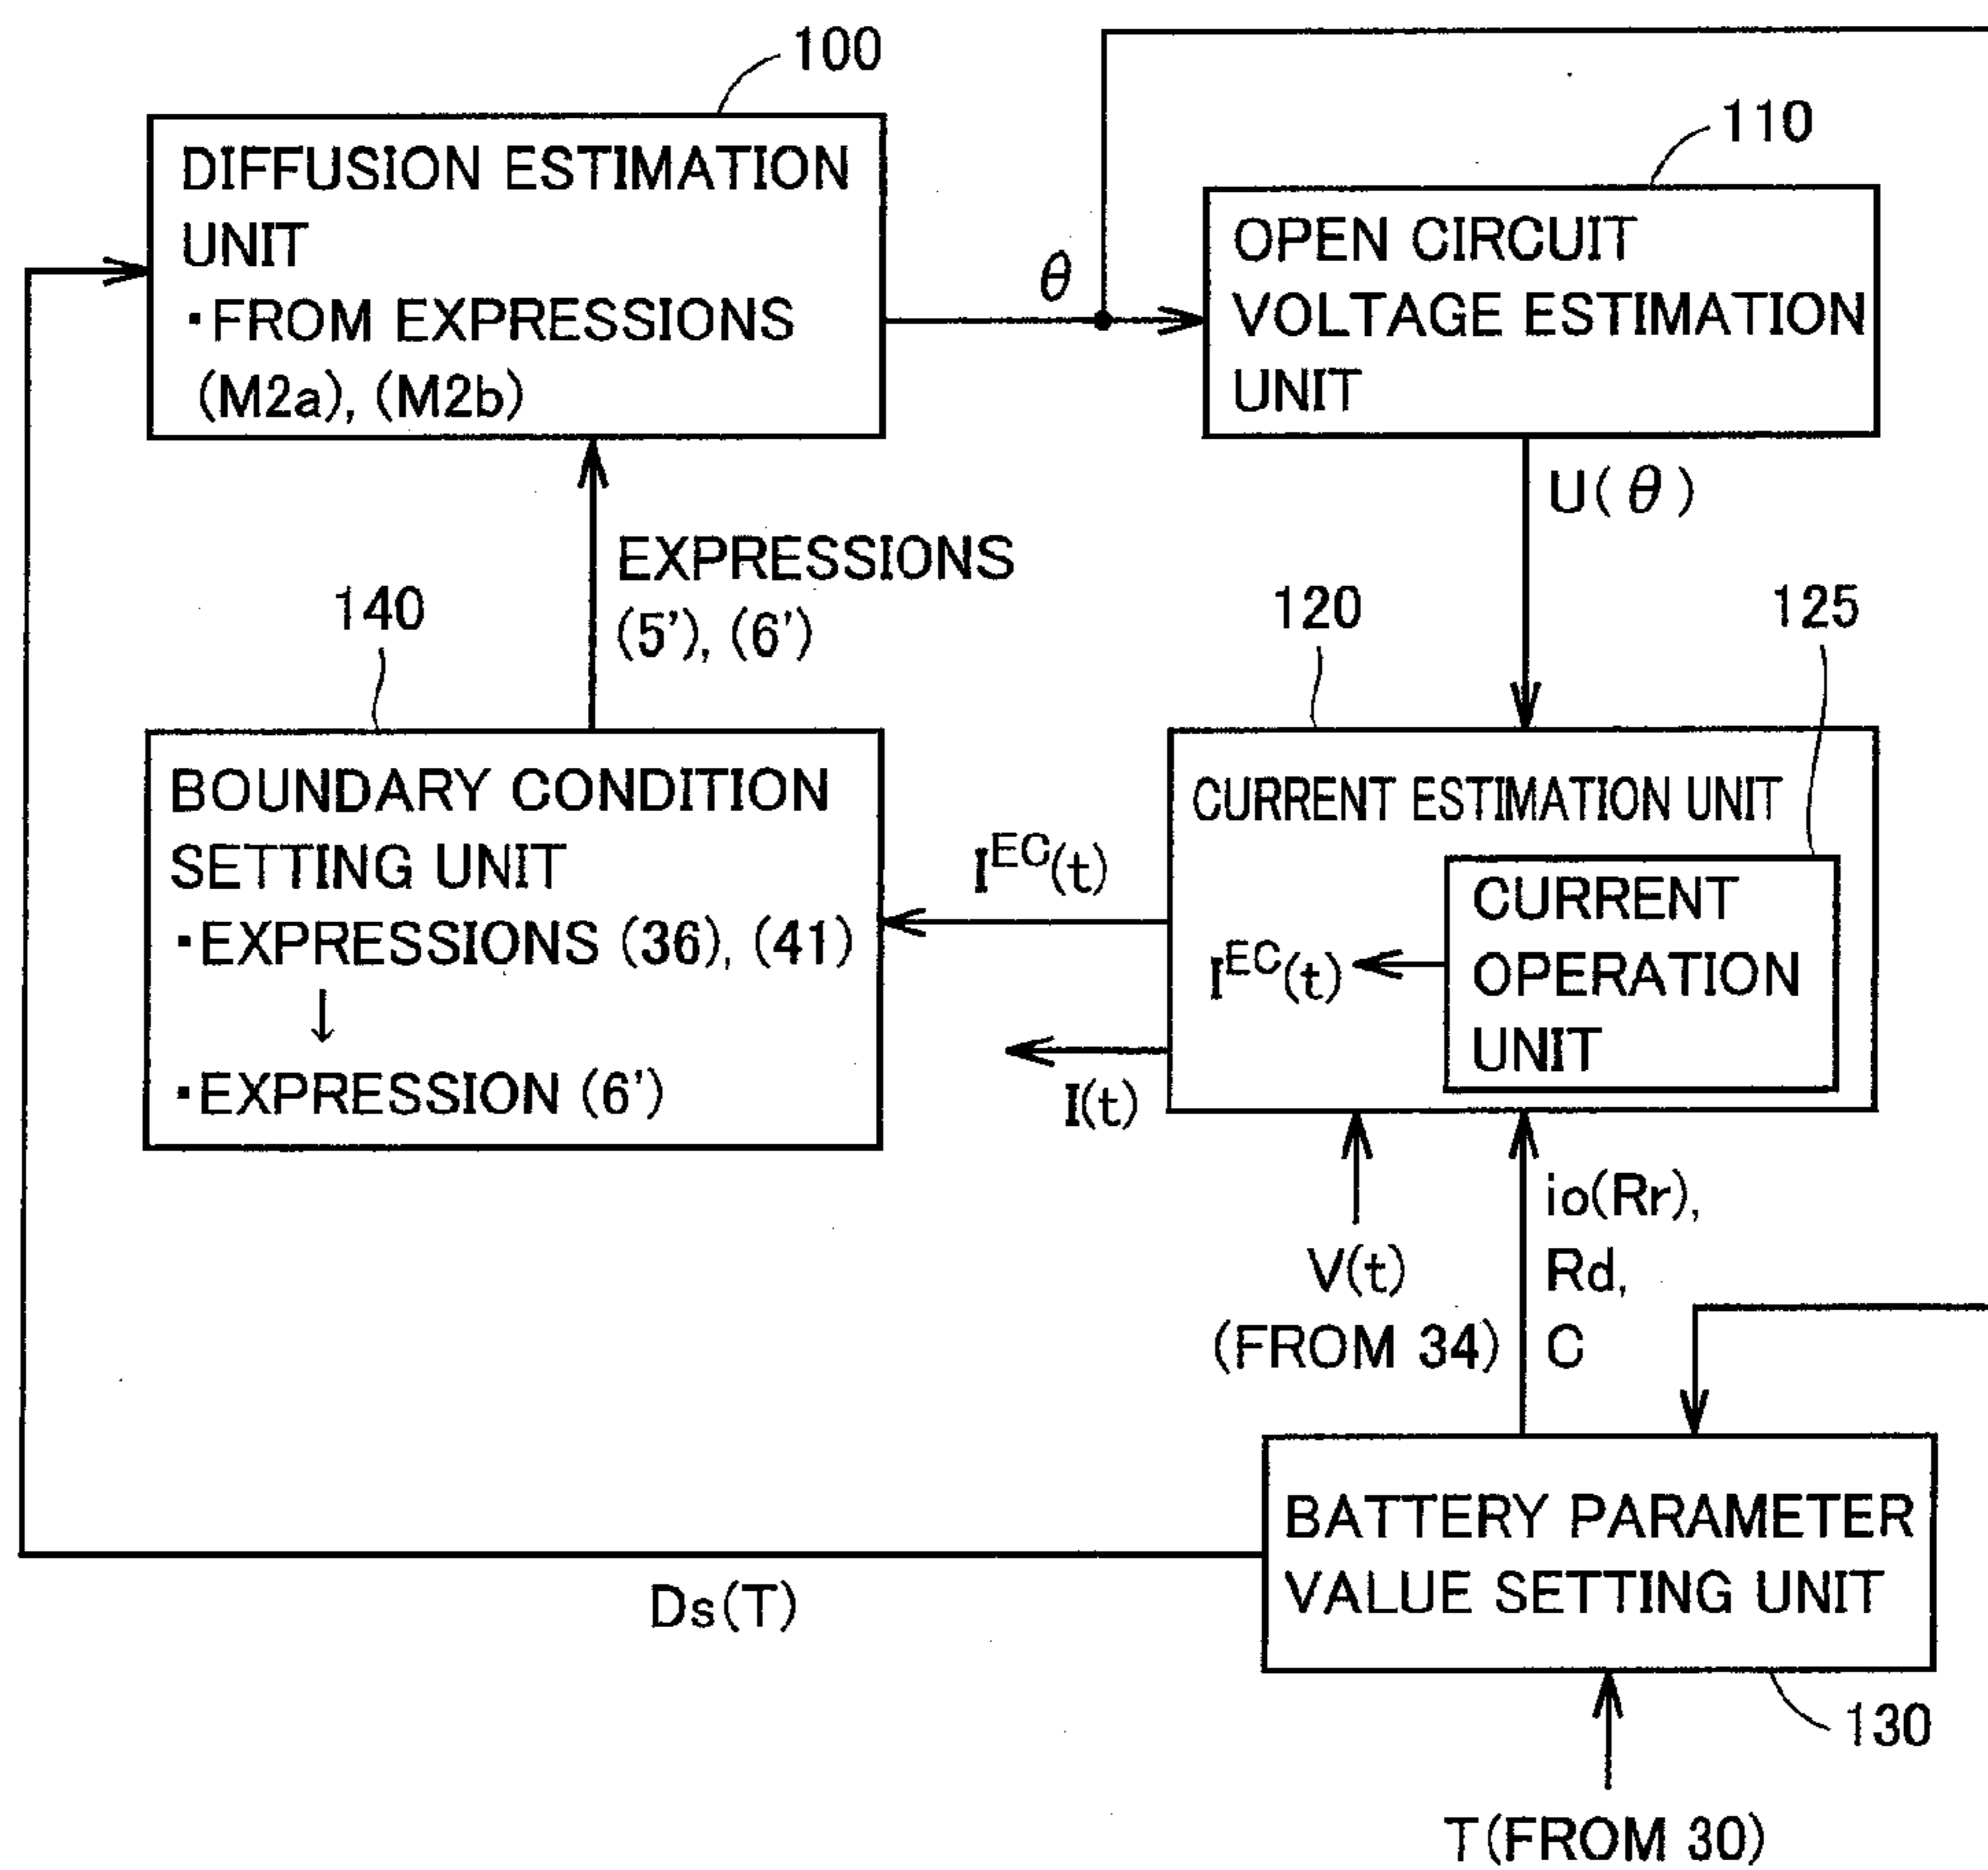 100
DIFFUSION ESTIMATION
UNIT
・FROM EXPRESSIONS
(M2a), (M2b)
θ
110
OPEN CIRCUIT
VOLTAGE ESTIMATION
UNIT
U(θ)
EXPRESSIONS
(5'), (6')
140
BOUNDARY CONDITION
SETTING UNIT
・EXPRESSIONS (36), (41)
↓
・EXPRESSION (6')
120
125
CURRENT ESTIMATION UNIT
CURRENT
OPERATION
UNIT
I^EC(t)
I^EC(t)
I(t)
V(t)
(FROM 34)
io(Rr),
Rd,
C
BATTERY PARAMETER
VALUE SETTING UNIT
130
Ds(T)
T(FROM 30)